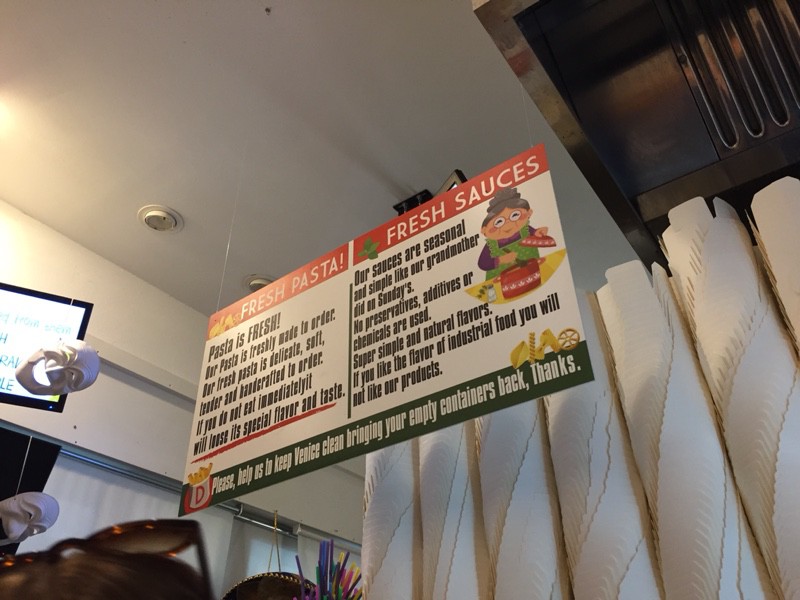 FRESH PASTA!
Pasta is FRESH!
Our Pasta is freshly made to order.
Our fresh pasta is delicate, soft,
tender and handcrafted to order.
If you do not eat immediatelyit
will loose its special flavor and taste.
FRESH SAUCES
Our sauces are seasonal
and simple like our grandmother
did on Sunday's.
No preservatives, additives or
chemicals are used.
Super simple and natural flavors.
If you like the flavor of industrial food you will
not like our products.
D
Please, help us to keep Venice clean bringing your empty containers back, Thanks.